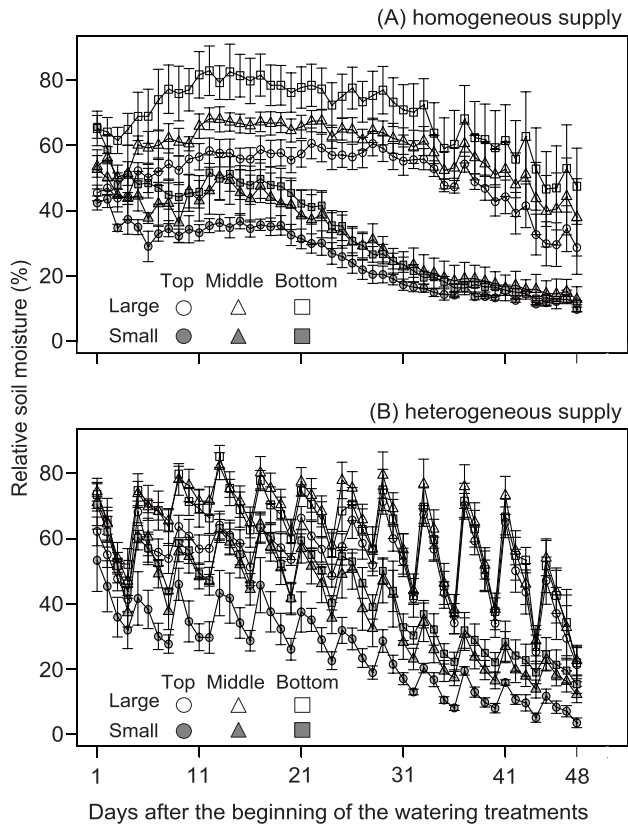 (A) homogeneous supply
80
60
40
20
0
Top Middle Bottom
Large
Small
Relative soil moisture (%)
(B) heterogeneous supply
80
60
40
20
0
Top Middle Bottom
Large
Small
1 11 21 31 41 48
Days after the beginning of the watering treatments